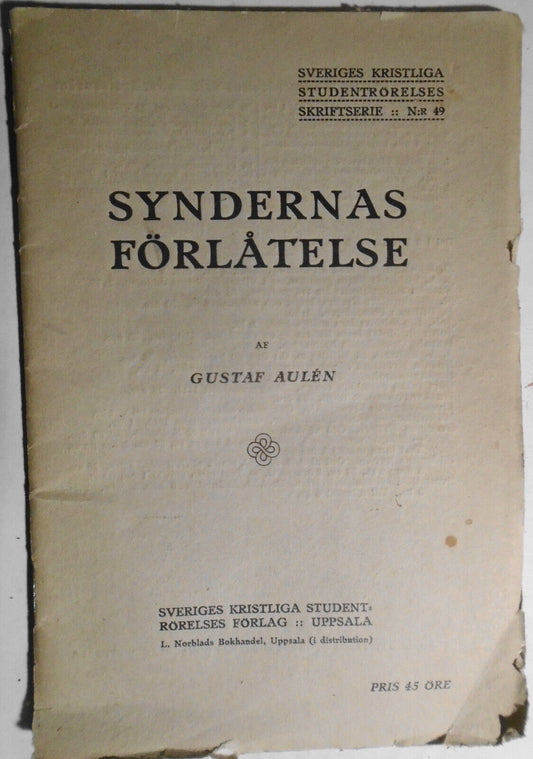 SVERIGES KRISTLIGA
STUDENTRÖRELSES
SKRIFTSERIE :: N:R 49
SYNDERNAS
FÖRLÅTELSE
AF
GUSTAF AULÉN
SVERIGES KRISTLIGA STUDENT-
RÖRELSES FÖRLAG :: UPPSALA
L. Norblads Bokhandel, Uppsala (i distribution)
PRIS 45 ÖRE